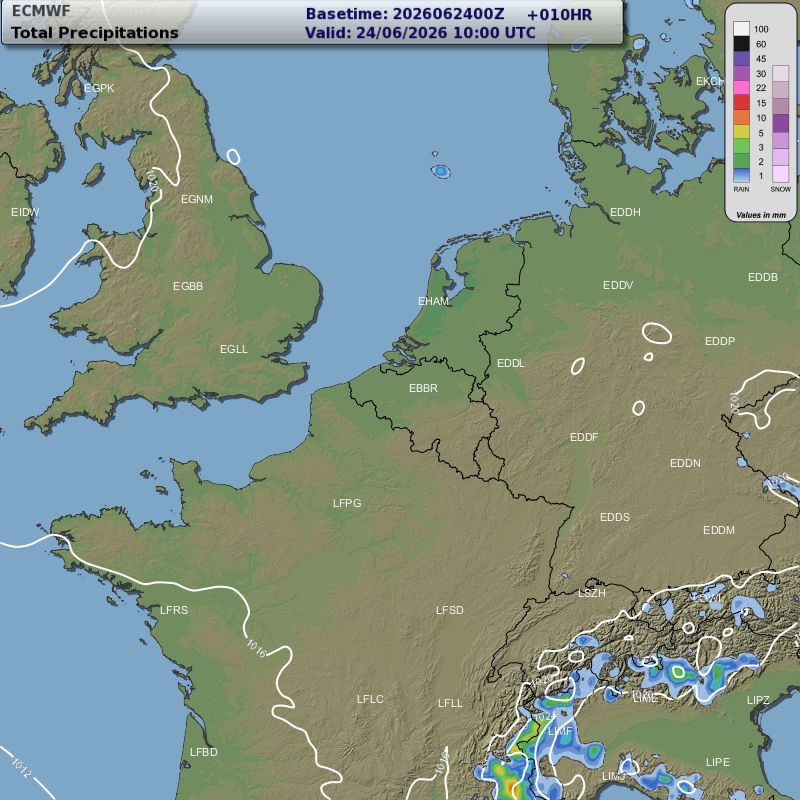 ECMWF
Total Precipitations
Basetime: 2026062400Z +010HR
Valid: 24/06/2026 10:00 UTC
100
60
45
30
22
15
10
5
3
2
1
RAIN
SNOW
Values in mm
EGPK
EIDW
EGNM
1020
EGBB
EGLL
EHAM
EBBR
EDDH
EDDV
EDDB
EDDP
EDDL
EDDF
1020
EDDN
EDDS
EDDM
LFPG
LSZH
LFRS
LFSD
1016
LFLC
LFLL
LFBD
1012
1020
LIMF
LIPZ
LIPE